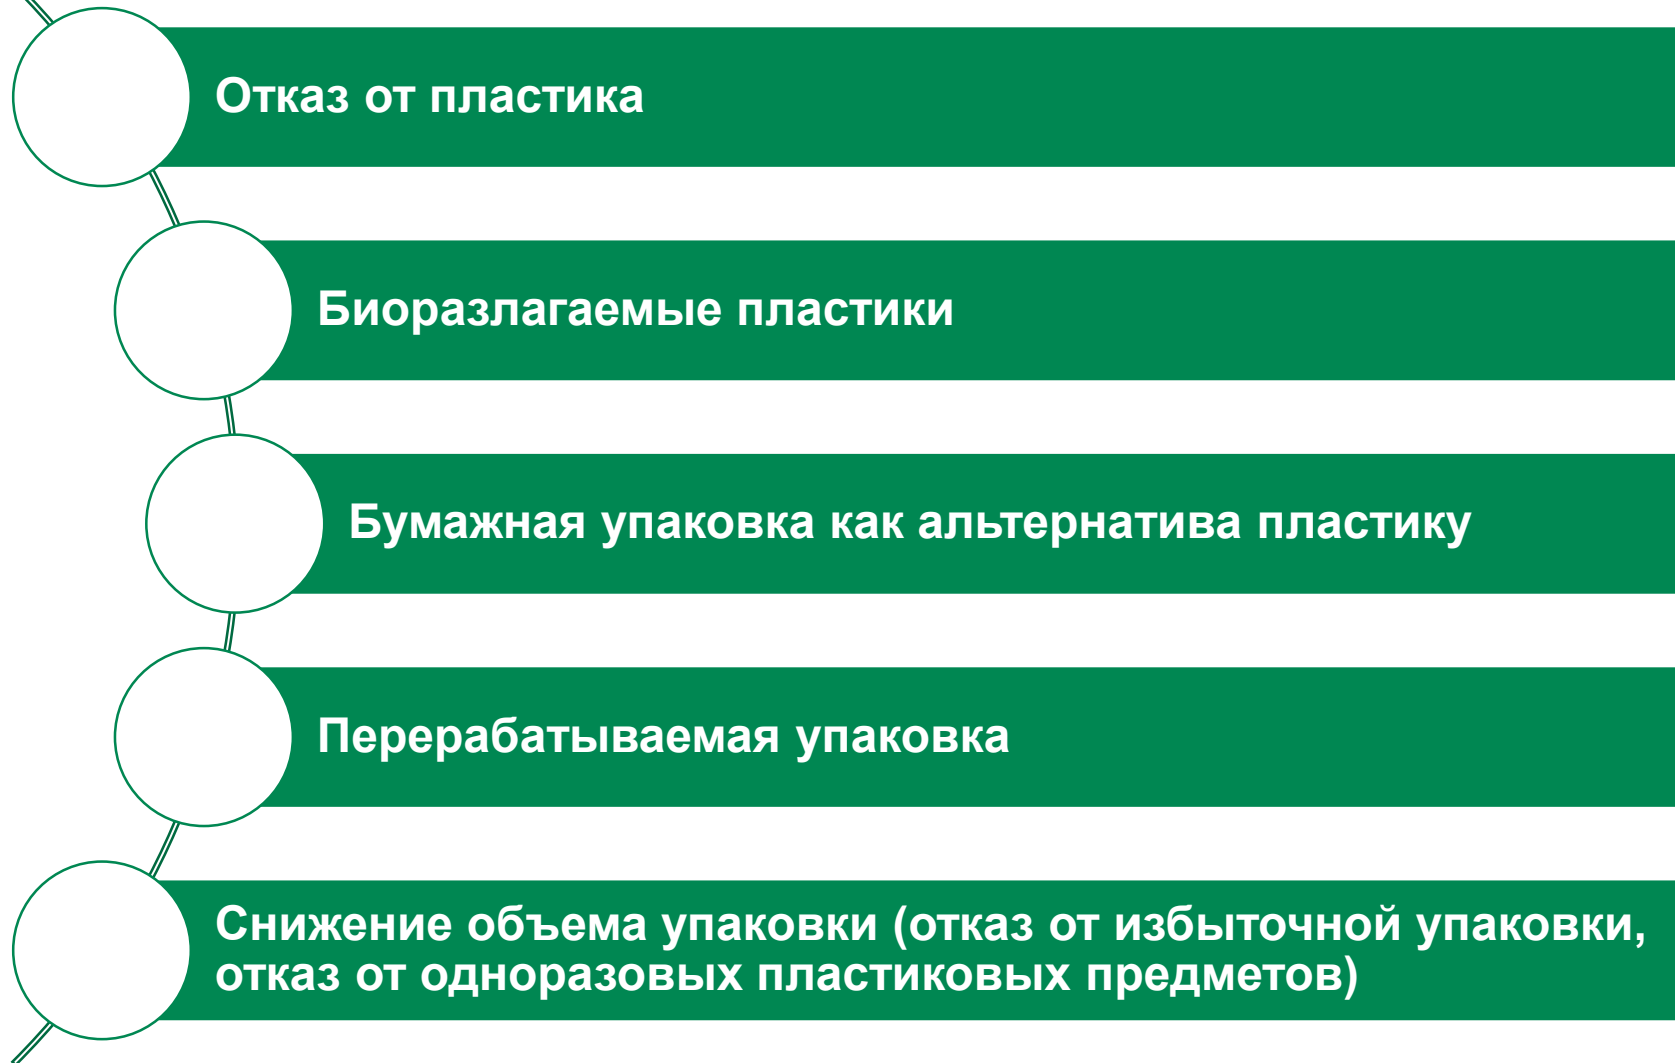 Отказ от пластика
Биоразлагаемые пластики
Бумажная упаковка как альтернатива пластику
Перерабатываемая упаковка
Снижение объема упаковки (отказ от избыточной упаковки,
отказ от одноразовых пластиковых предметов)